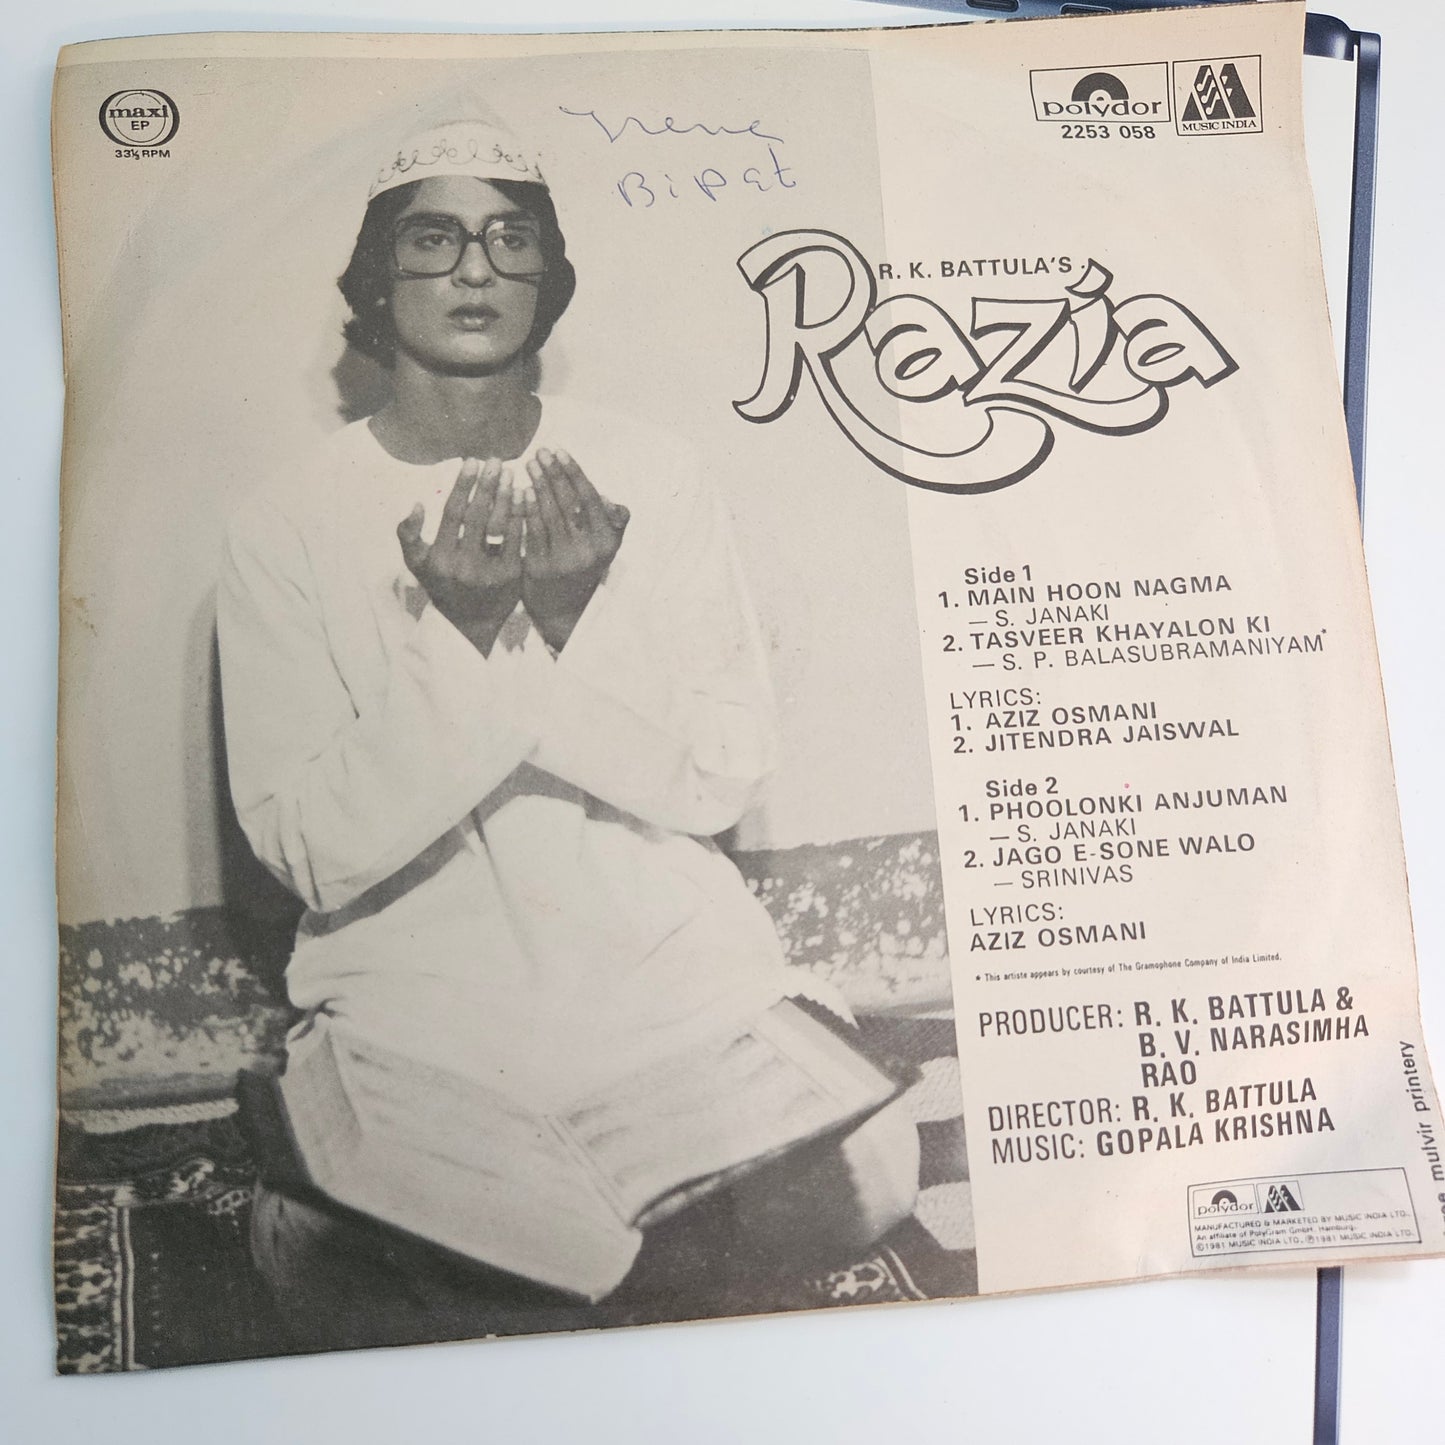 maxi
EP
33⅓ RPM
Bipat
polydor
MUSIC INDIA
2253 058
R. K. BATTULA'S
Razia
Side 1
1. MAIN HOON NAGMA
— S. JANAKI
2. TASVEER KHAYALON KI
— S. P. BALASUBRAMANIYAM*
LYRICS:
1. AZIZ OSMANI
2. JITENDRA JAISWAL
Side 2
1. PHOOLONKI ANJUMAN
— S. JANAKI
2. JAGO E-SONE WALO
— SRINIVAS
LYRICS:
AZIZ OSMANI
* This artiste appears by courtesy of The Gramophone Company of India Limited.
PRODUCER: R. K. BATTULA &
B. V. NARASIMHA
RAO
DIRECTOR: R. K. BATTULA
MUSIC: GOPALA KRISHNA
polydor
MANUFACTURED & MARKETED BY MUSIC INDIA LTD.,
An affiliate of PolyGram GmbH, Hamburg.
©1981 MUSIC INDIA LTD., ℗1981 MUSIC INDIA LTD.
mulvir printery